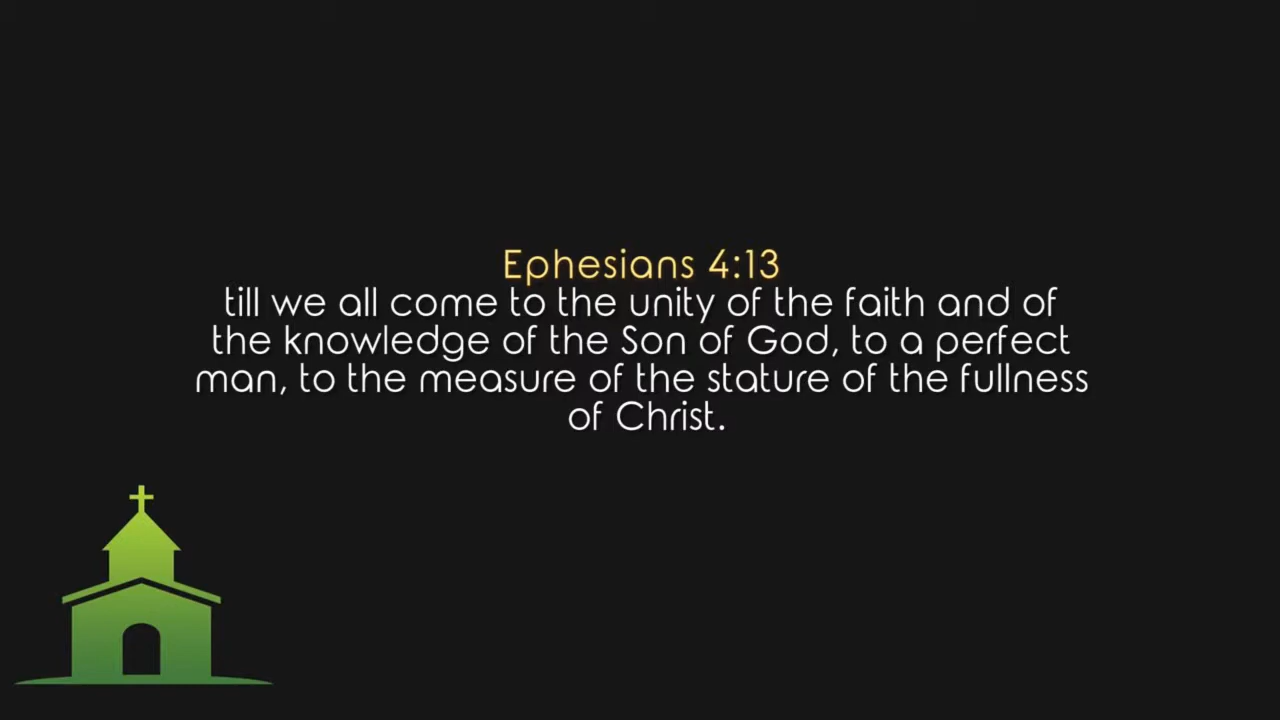 Ephesians 4:13
till we all come to the unity of the faith and of
the knowledge of the Son of God, to a perfect
man, to the measure of the stature of the fullness
of Christ.